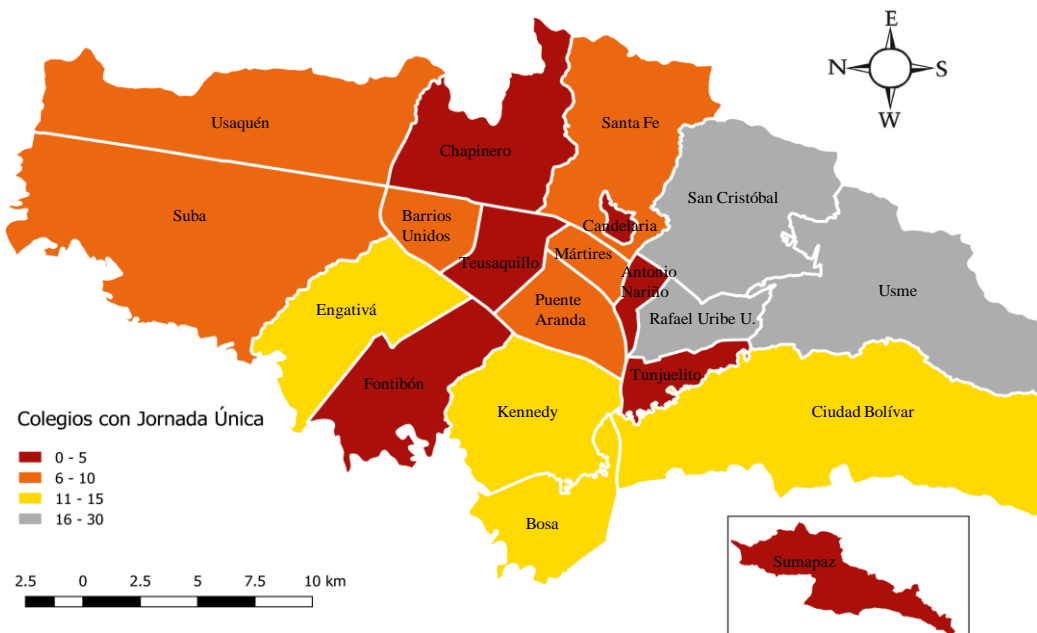 E
N
S
W
Usaquén
Santa Fe
Chapinero
San Cristóbal
Suba
Barrios
Unidos
Candelaria
Mártires
Teusaquillo
Antonio
Nariño
Usme
Engativá
Puente
Aranda
Rafael Uribe U.
Fontibón
Tunjuelito
Kennedy
Ciudad Bolívar
Bosa
Sumapaz
Colegios con Jornada Única
0 - 5
6 - 10
11 - 15
16 - 30
2.5 0 2.5 5 7.5 10 km